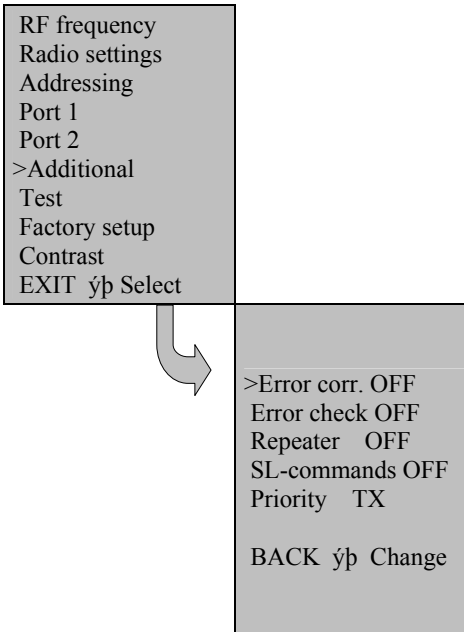 RF frequency
Radio settings
Addressing
Port 1
Port 2
>Additional
Test
Factory setup
Contrast
EXIT ýþ Select
>Error corr. OFF
Error check OFF
Repeater OFF
SL-commands OFF
Priority TX
BACK ýþ Change